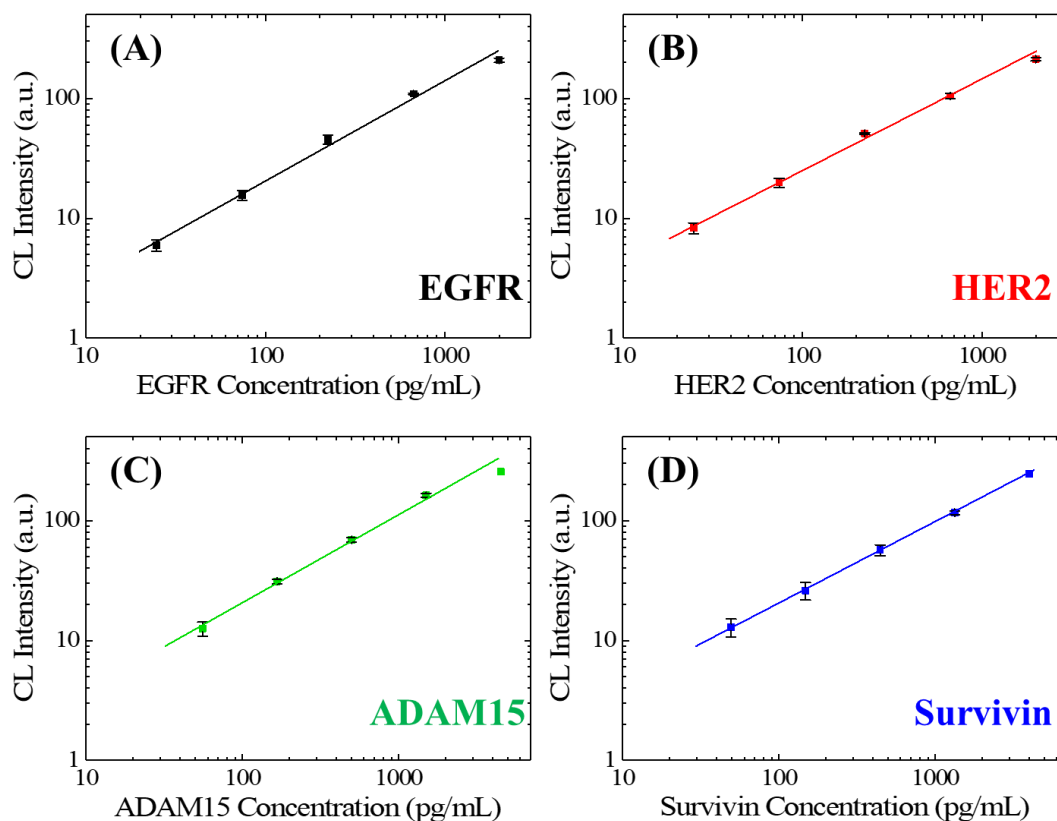 (A)
CL Intensity (a.u.)
100
10
1
EGFR
10
100
1000
EGFR Concentration (pg/mL)
(B)
CL Intensity (a.u.)
100
10
1
HER2
10
100
1000
HER2 Concentration (pg/mL)
(C)
CL Intensity (a.u.)
100
10
1
ADAM15
10
100
1000
ADAM15 Concentration (pg/mL)
(D)
CL Intensity (a.u.)
100
10
1
Survivin
10
100
1000
Survivin Concentration (pg/mL)